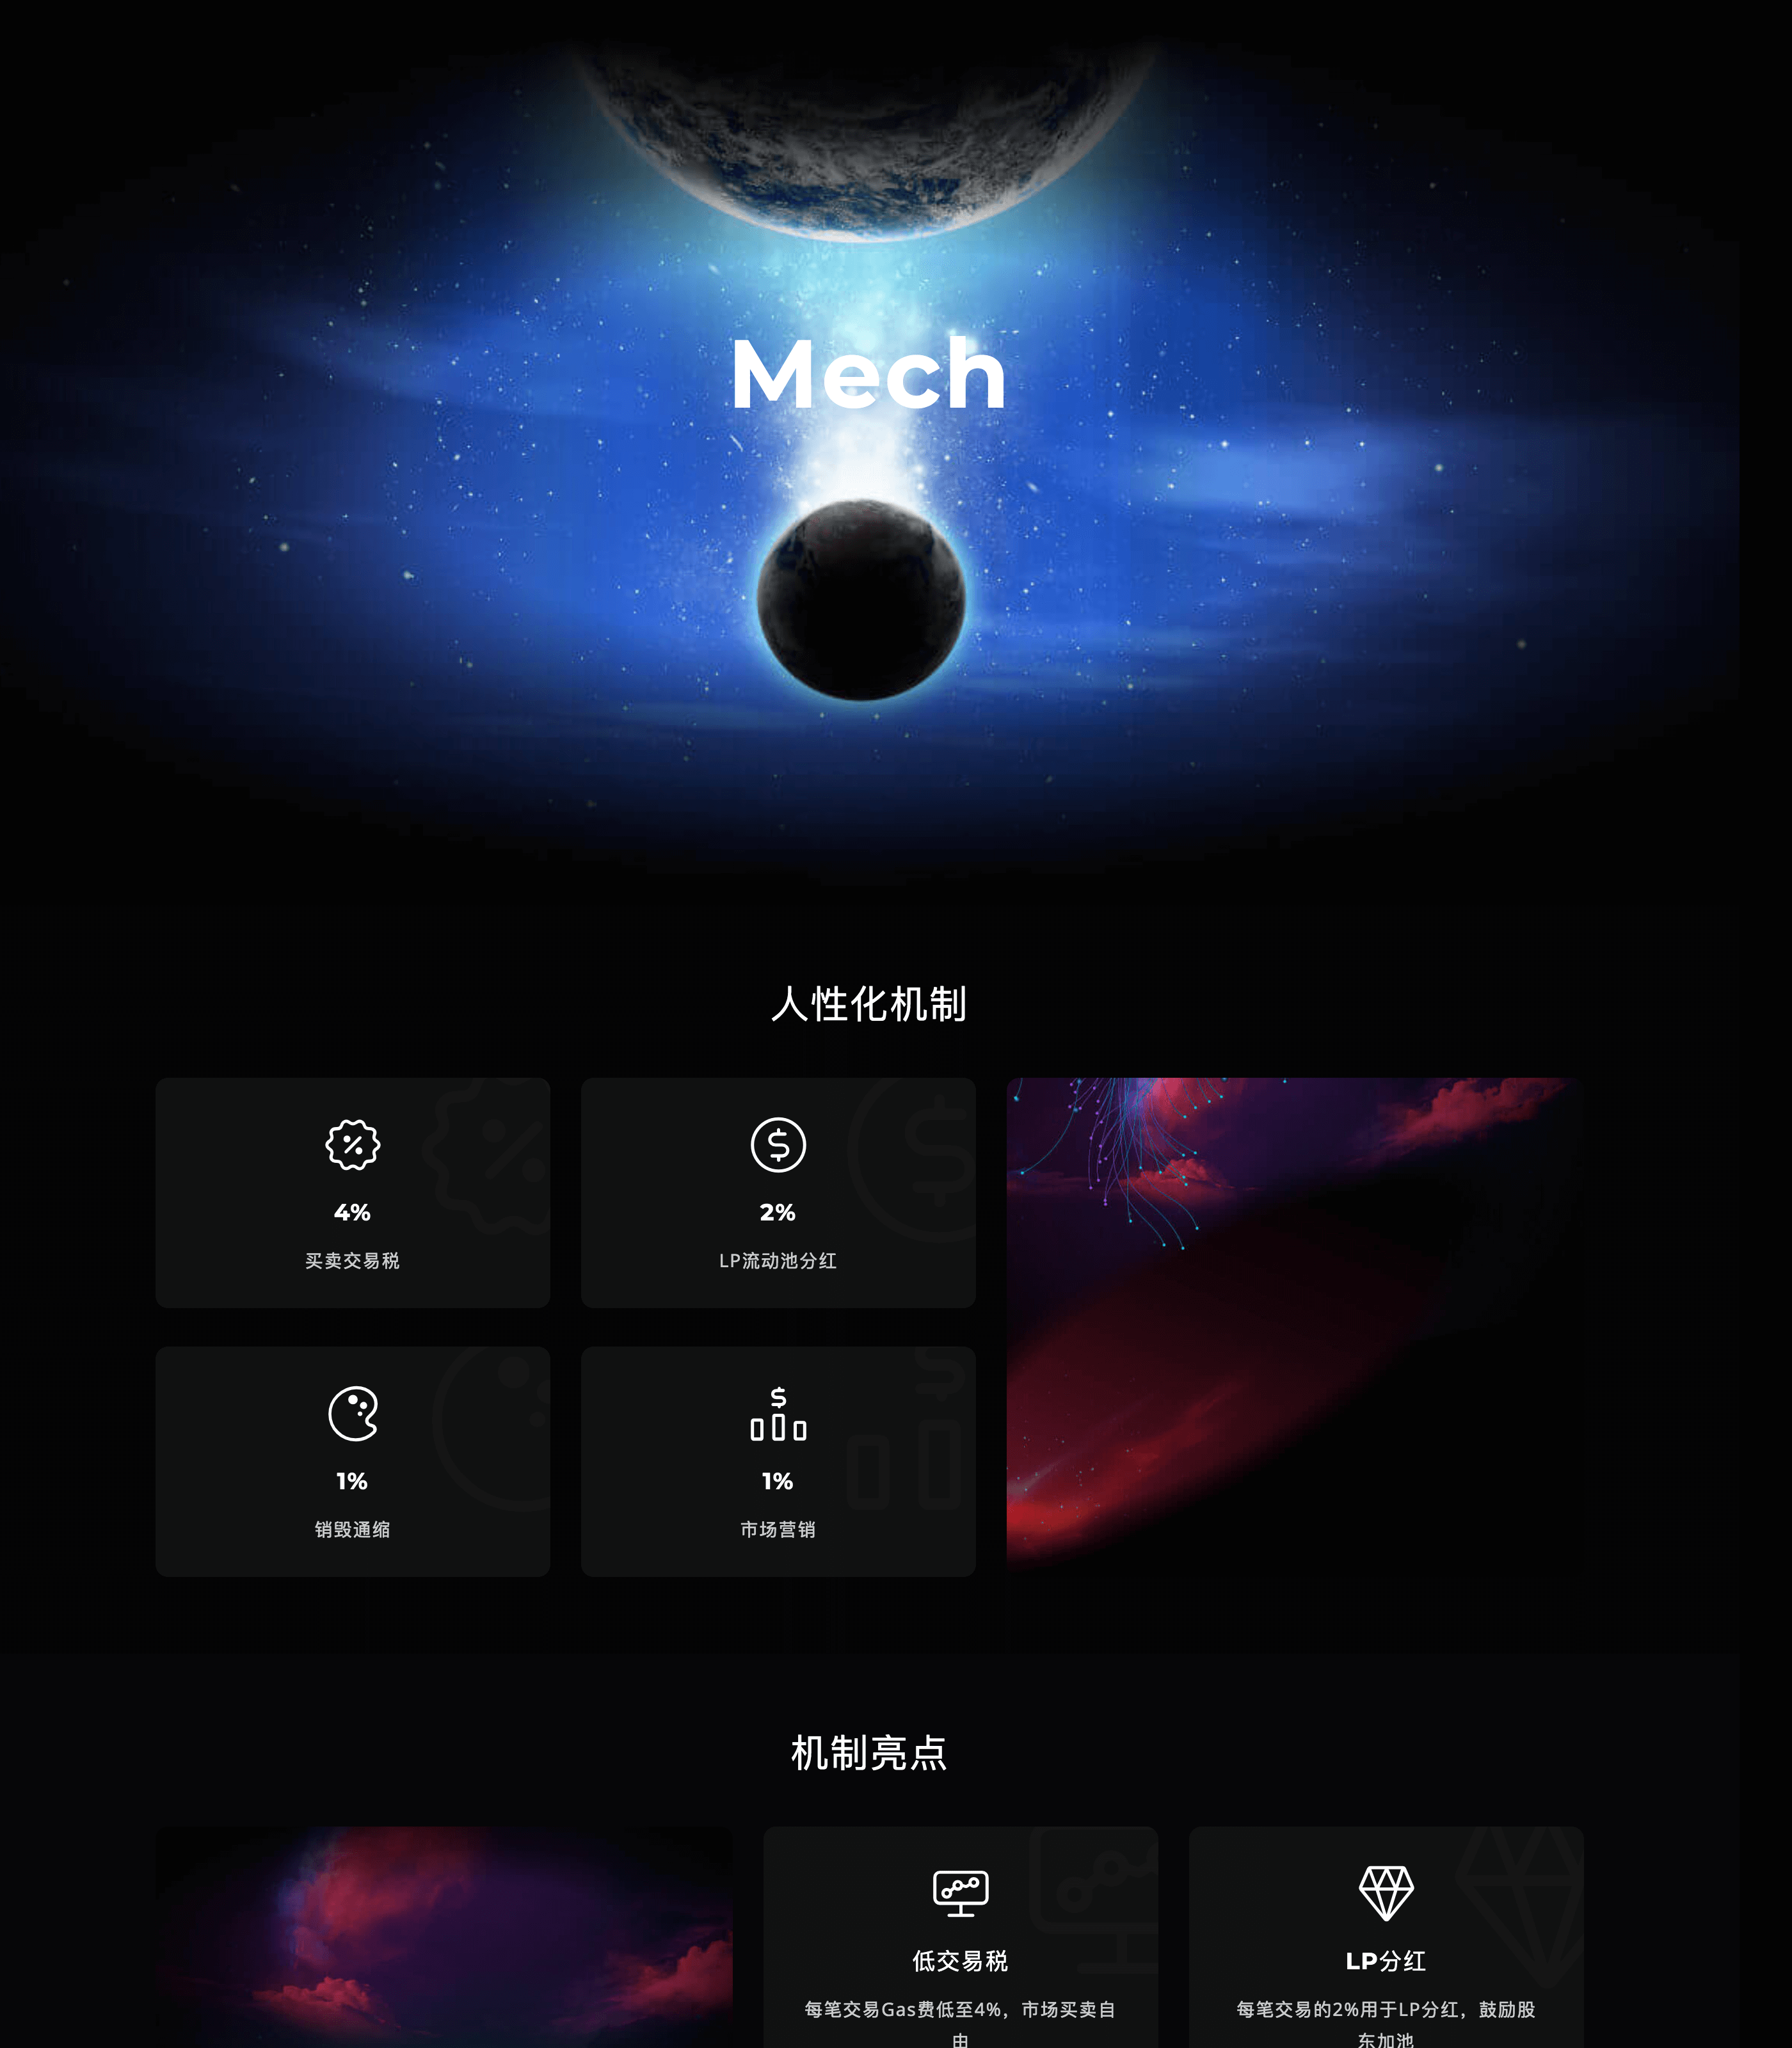 Mech
人性化机制
4%
买卖交易税
2%
LP流动池分红
1%
销毁通缩
1%
市场营销
机制亮点
低交易税
每笔交易Gas费低至4%，市场买卖自
由
LP分红
每笔交易的2%用于LP分红，鼓励股
东加池